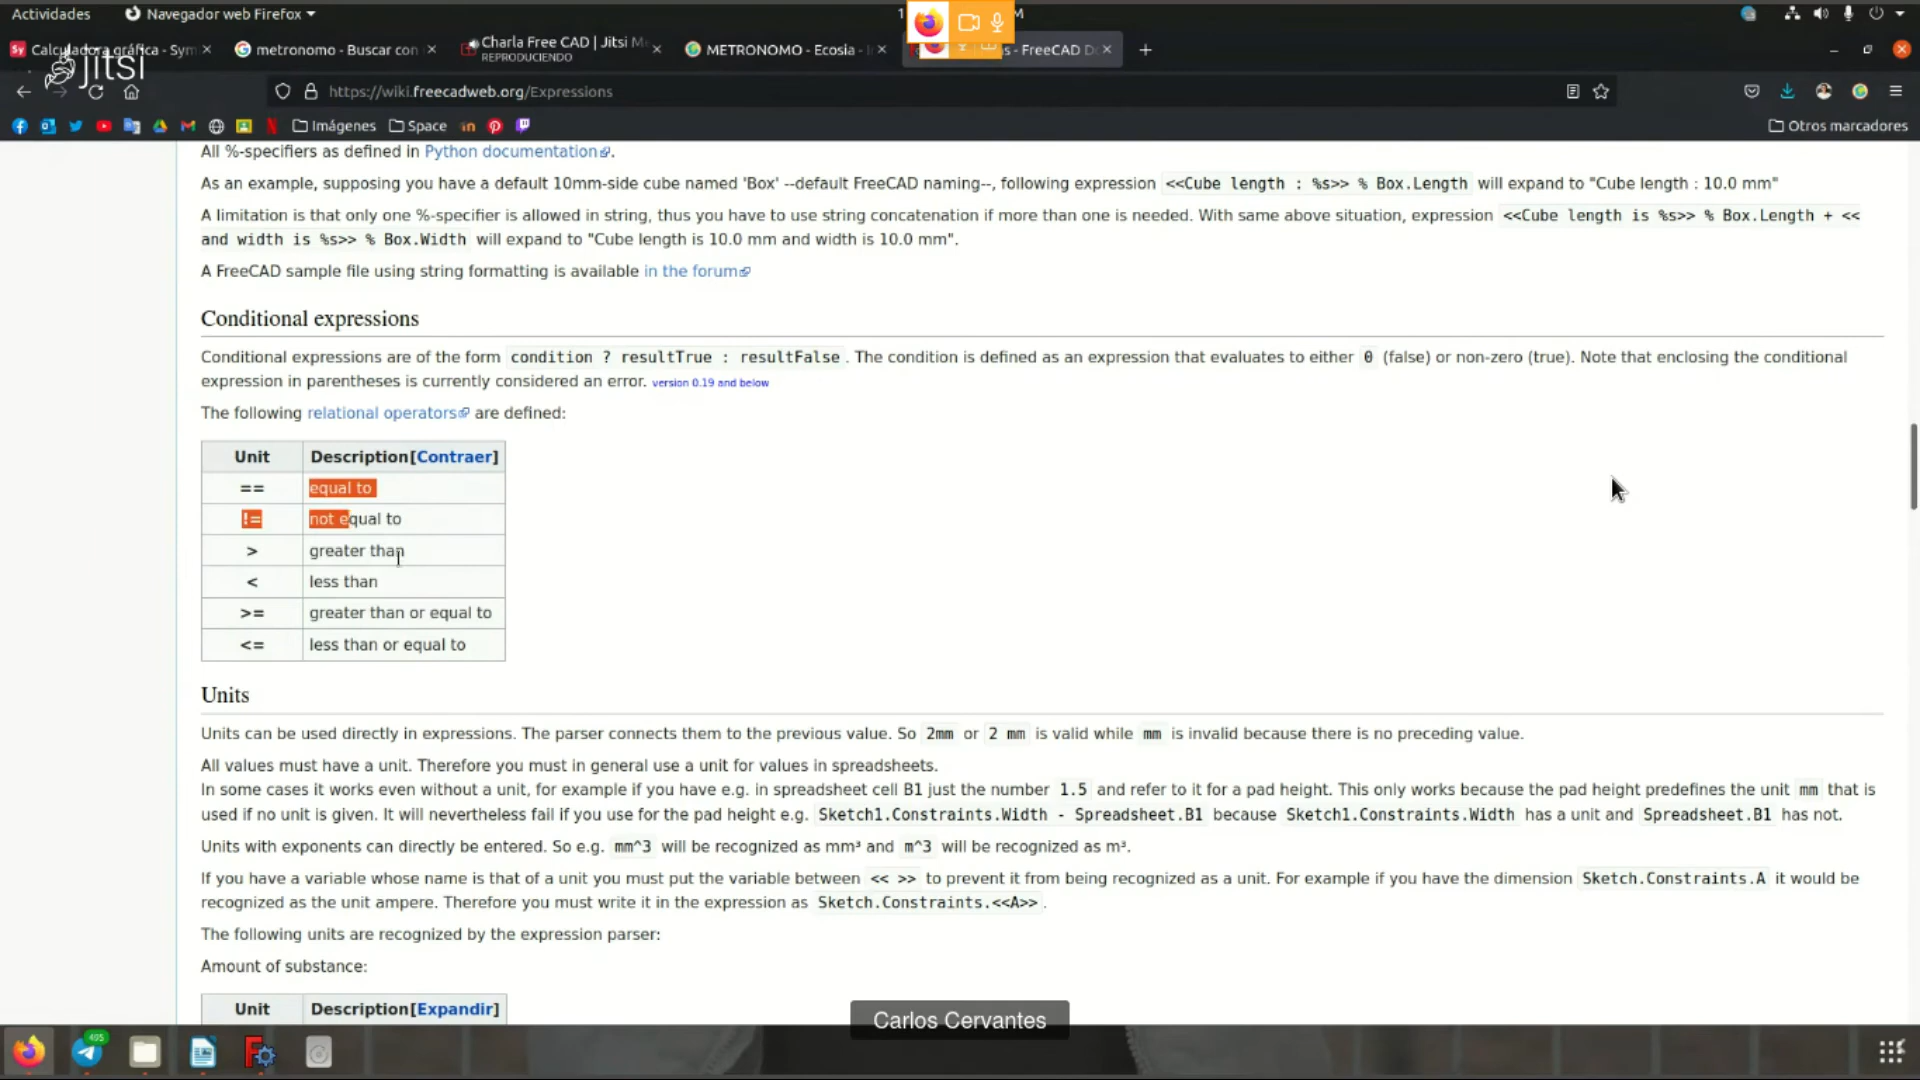 Actividades
Navegador web Firefox
Calculadora gráfica - Sym
metronomo - Buscar con
Charla Free CAD | Jitsi Me
REPRODUCIENDO
METRONOMO - Ecosia - I
s - FreeCAD Do
jitsi
https://wiki.freecadweb.org/Expressions
Imágenes
Space
Otros marcadores
All %-specifiers as defined in Python documentation.
As an example, supposing you have a default 10mm-side cube named 'Box' --default FreeCAD naming--, following expression <<Cube length : %s>> % Box.Length will expand to "Cube length : 10.0 mm"
A limitation is that only one %-specifier is allowed in string, thus you have to use string concatenation if more than one is needed. With same above situation, expression <<Cube length is %s>> % Box.Length + <<
and width is %s>> % Box.Width will expand to "Cube length is 10.0 mm and width is 10.0 mm".
A FreeCAD sample file using string formatting is available in the forum
Conditional expressions
Conditional expressions are of the form condition ? resultTrue : resultFalse. The condition is defined as an expression that evaluates to either 0 (false) or non-zero (true). Note that enclosing the conditional
expression in parentheses is currently considered an error. version 0.19 and below
The following relational operators are defined:
Unit Description[Contraer]
== equal to
!= not equal to
> greater than
< less than
>= greater than or equal to
<= less than or equal to
Units
Units can be used directly in expressions. The parser connects them to the previous value. So 2mm or 2 mm is valid while mm is invalid because there is no preceding value.
All values must have a unit. Therefore you must in general use a unit for values in spreadsheets.
In some cases it works even without a unit, for example if you have e.g. in spreadsheet cell B1 just the number 1.5 and refer to it for a pad height. This only works because the pad height predefines the unit mm that is
used if no unit is given. It will nevertheless fail if you use for the pad height e.g. Sketch1.Constraints.Width - Spreadsheet.B1 because Sketch1.Constraints.Width has a unit and Spreadsheet.B1 has not.
Units with exponents can directly be entered. So e.g. mm^3 will be recognized as mm³ and m^3 will be recognized as m³.
If you have a variable whose name is that of a unit you must put the variable between << >> to prevent it from being recognized as a unit. For example if you have the dimension Sketch.Constraints.A it would be
recognized as the unit ampere. Therefore you must write it in the expression as Sketch.Constraints.<<A>>.
The following units are recognized by the expression parser:
Amount of substance:
Unit Description[Expandir]
Carlos Cervantes
495